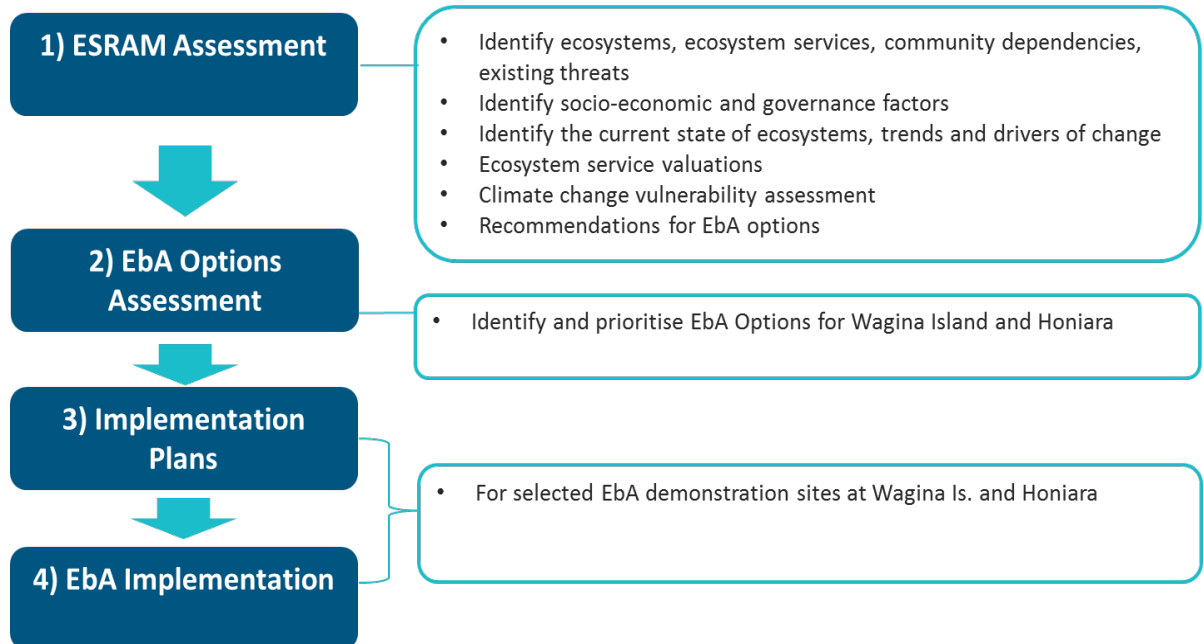 1) ESRAM Assessment
• Identify ecosystems, ecosystem services, community dependencies,
existing threats
• Identify socio-economic and governance factors
• Identify the current state of ecosystems, trends and drivers of change
• Ecosystem service valuations
• Climate change vulnerability assessment
• Recommendations for EbA options
2) EbA Options
Assessment
• Identify and prioritise EbA Options for Wagina Island and Honiara
3) Implementation
Plans
• For selected EbA demonstration sites at Wagina Is. and Honiara
4) EbA Implementation